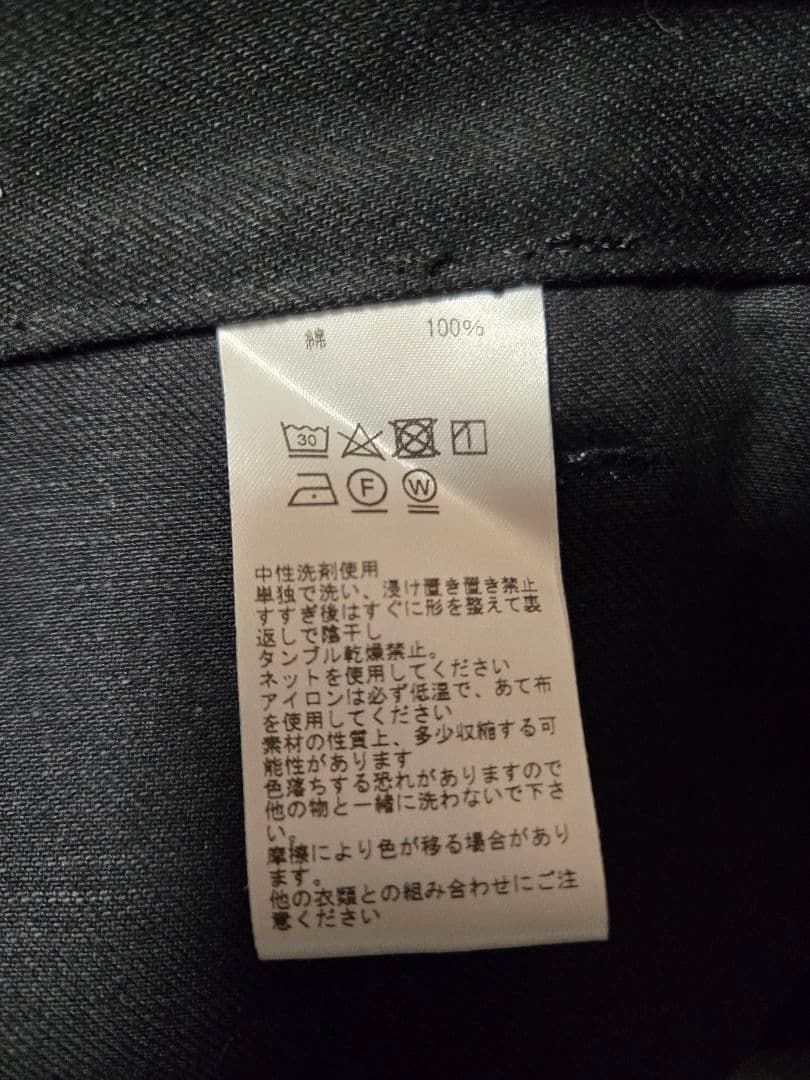 綿 100%
30
F W
中性洗剤使用
単独で洗い、浸け置き置き禁止
すすぎ後はすぐに形を整えて裏
返しで陰干し
タンブル乾燥禁止。
ネットを使用してください
アイロンは必ず低温で、あて布
を使用してください
素材の性質上、多少収縮する可
能性があります
色落ちする恐れがありますので
他の物と一緒に洗わないで下さ
い。
摩擦により色が移る場合があり
ます。
他の衣類との組み合わせにご注
意ください